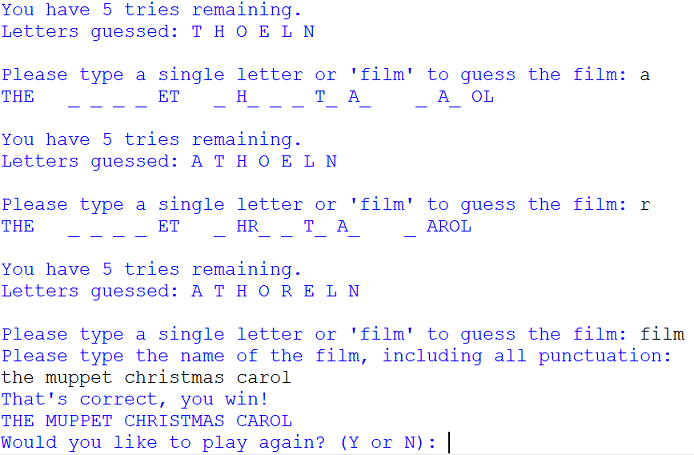 You have 5 tries remaining.
Letters guessed: T H O E L N
Please type a single letter or 'film' to guess the film: a
THE   _ _ _ _ ET   _ H_ _ _ T_ A_    _ A_ OL
You have 5 tries remaining.
Letters guessed: A T H O E L N
Please type a single letter or 'film' to guess the film: r
THE   _ _ _ _ ET   _ HR_ _ T_ A_    _ AROL
You have 5 tries remaining.
Letters guessed: A T H O R E L N
Please type a single letter or 'film' to guess the film: film
Please type the name of the film, including all punctuation:
the muppet christmas carol
That's correct, you win!
THE MUPPET CHRISTMAS CAROL
Would you like to play again? (Y or N):